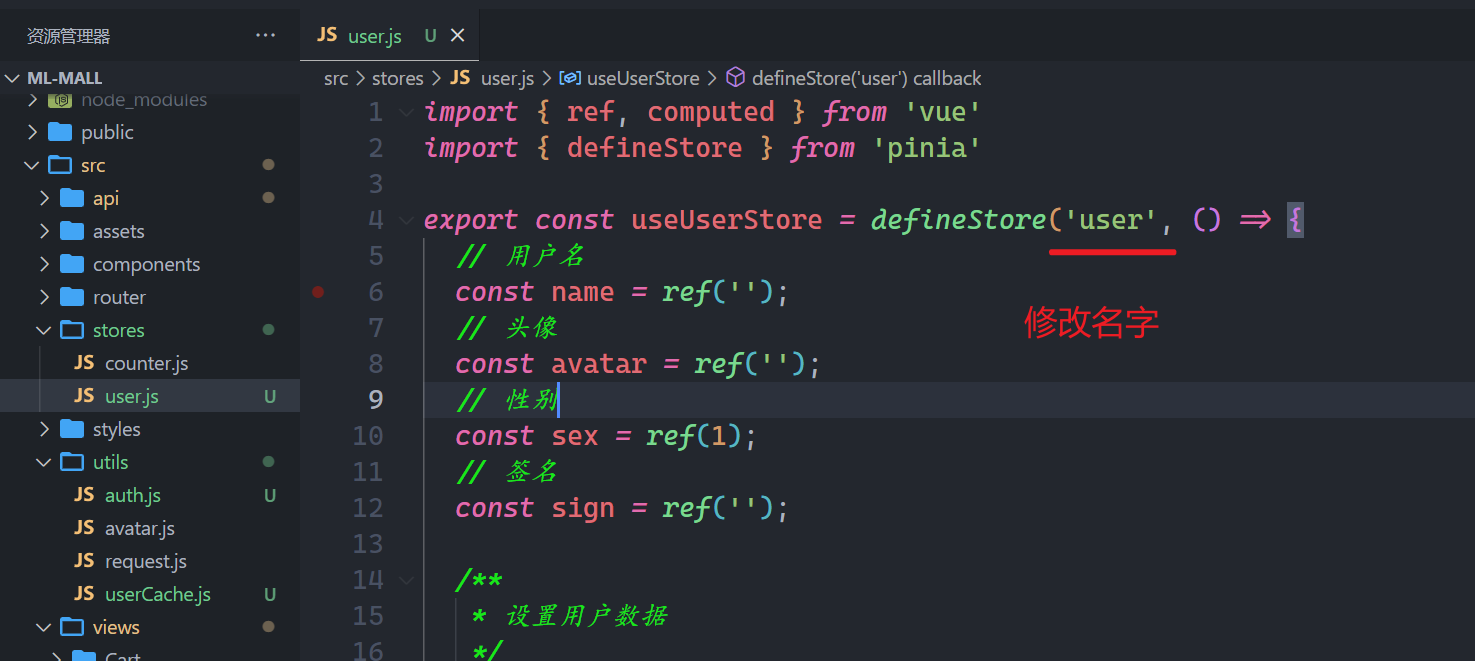 资源管理器 ···
JS user.js U ×
ML-MALL
src > stores > JS user.js > useUserStore > defineStore('user') callback
node_modules
public
src
api
assets
components
router
stores
JS counter.js
JS user.js U
styles
utils
JS auth.js U
JS avatar.js
JS request.js
JS userCache.js U
views
Cart
1 import { ref, computed } from 'vue'
2 import { defineStore } from 'pinia'
3
4 export const useUserStore = defineStore('user', () => {
5 // 用户名
6 const name = ref('');
7 // 头像
修改名字
8 const avatar = ref('');
9 // 性别
10 const sex = ref(1);
11 // 签名
12 const sign = ref('');
13
14 /**
15 * 设置用户数据
16 */